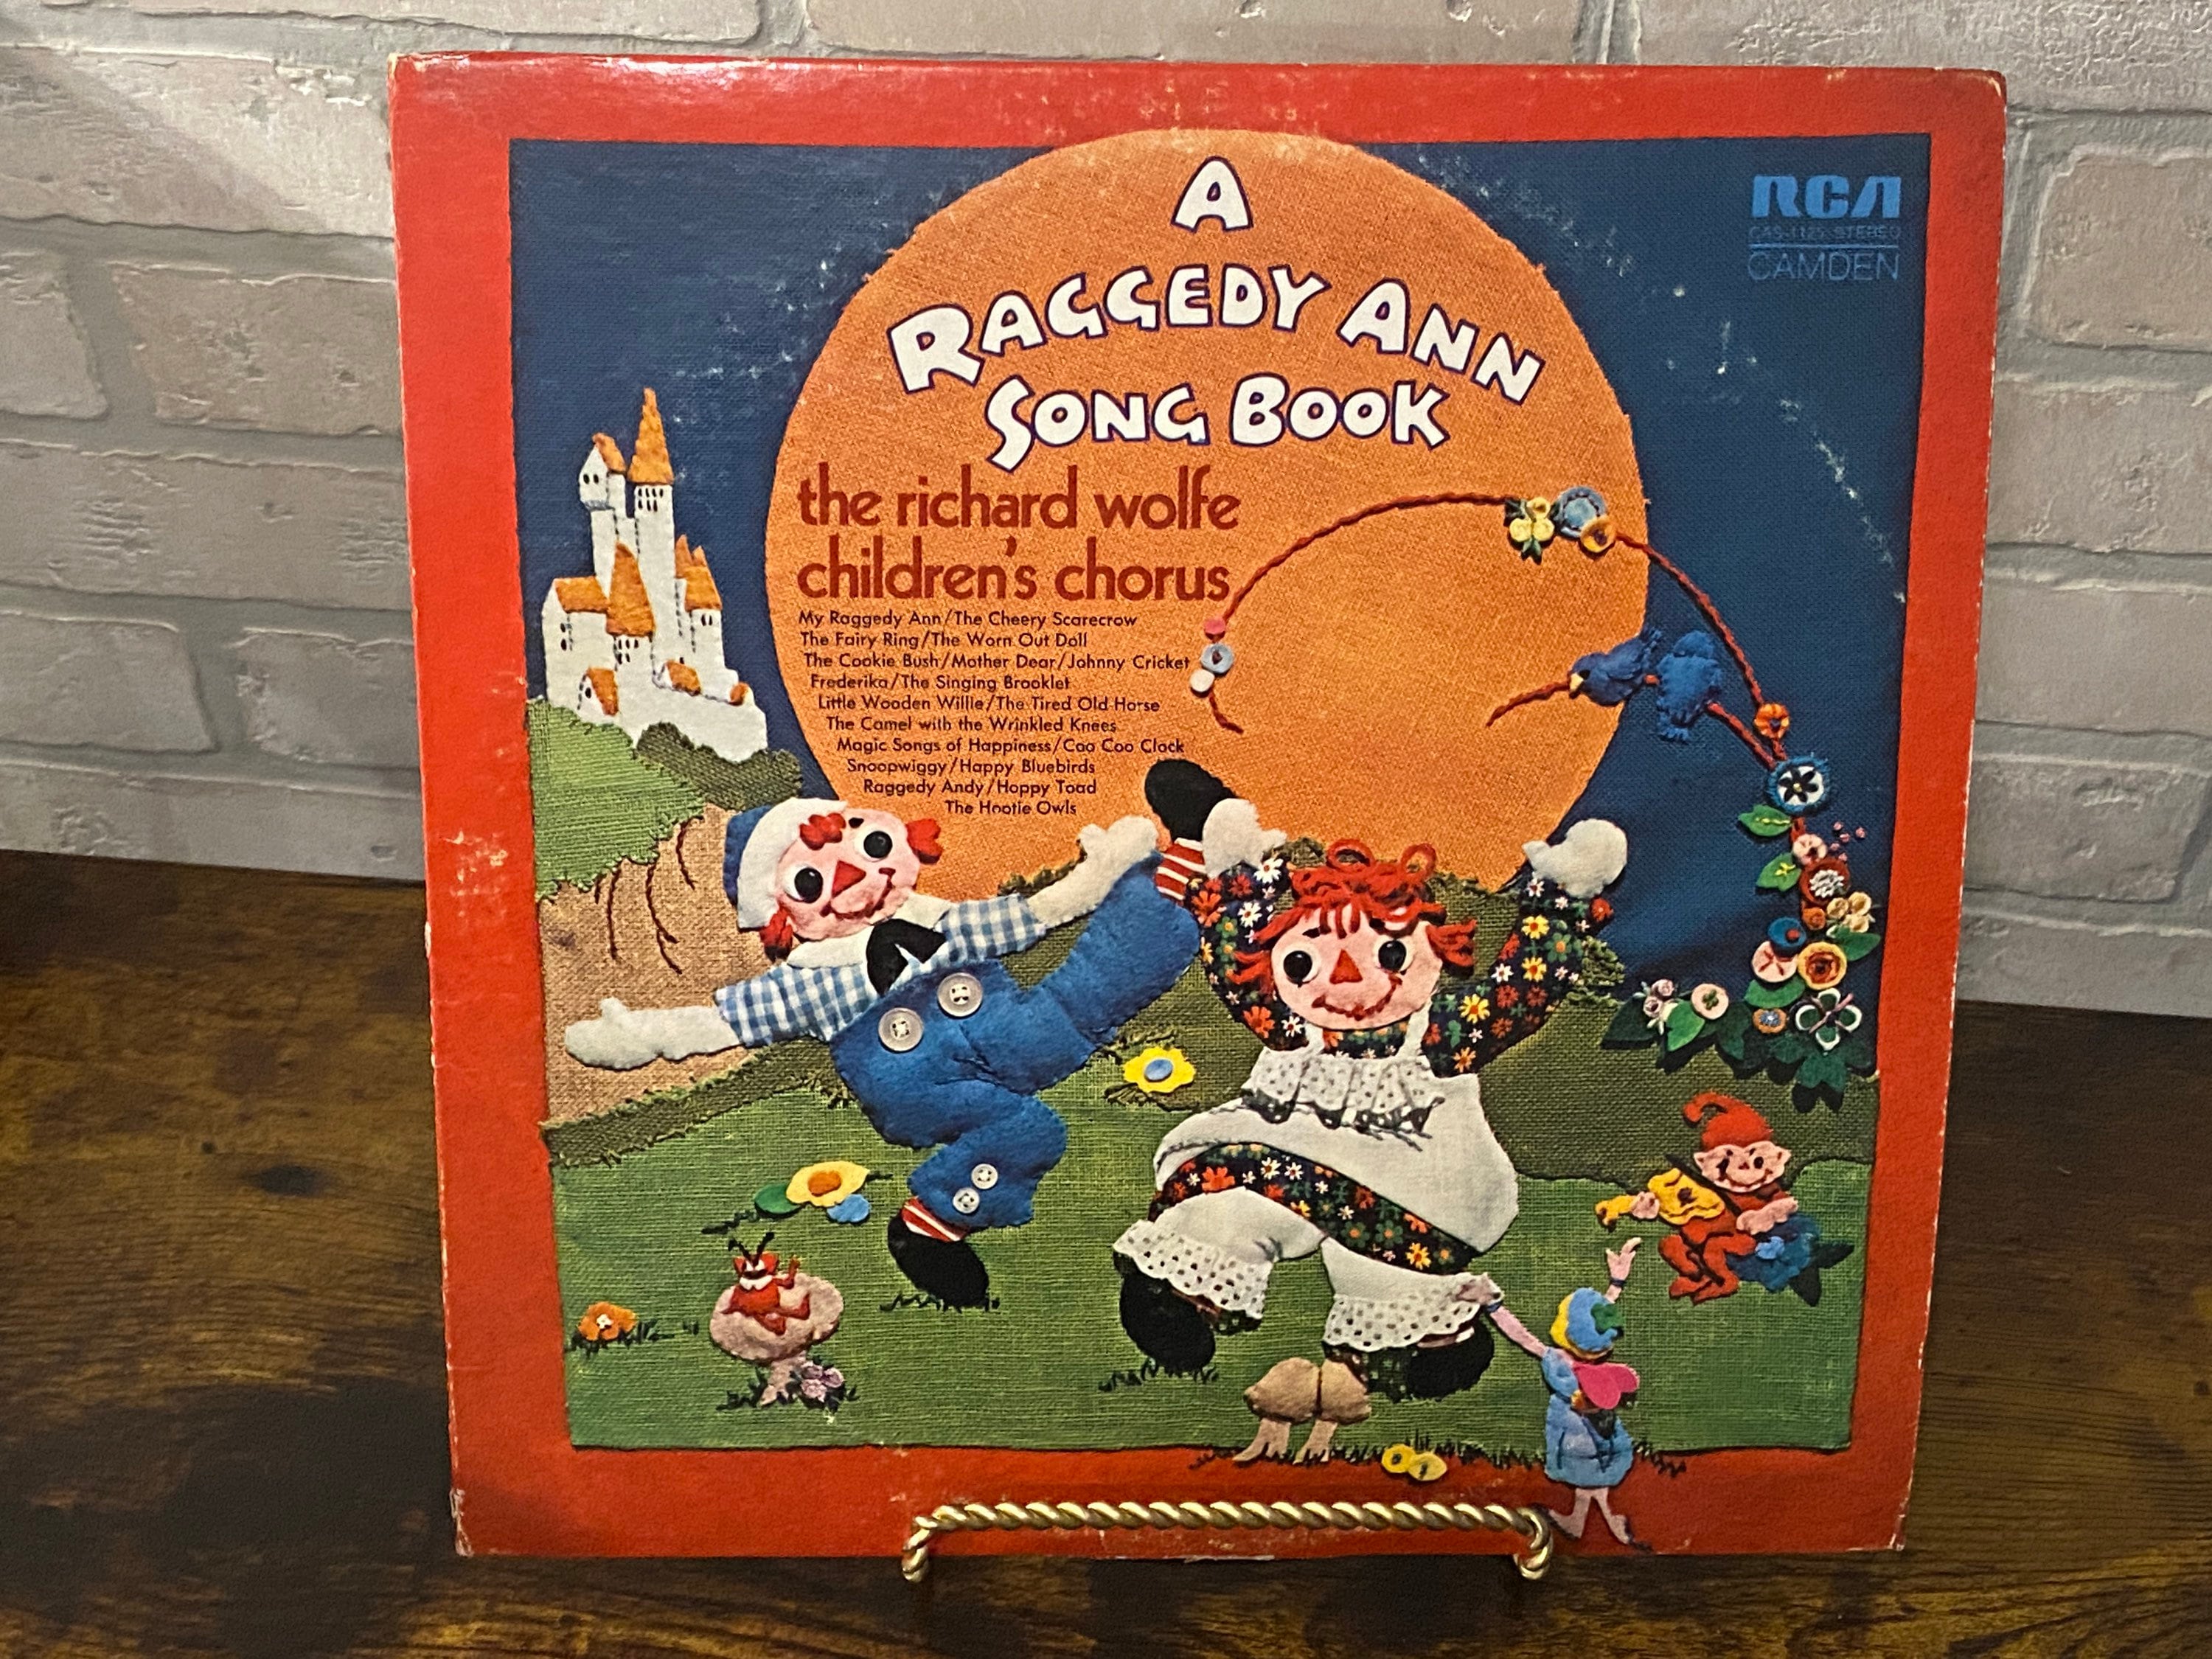 A
RAGGEDY ANN
SONG BOOK
RCA
CAS-1125 STEREO
CAMDEN
the richard wolfe
children's chorus
My Raggedy Ann/The Cheery Scarecrow
The Fairy Ring/The Worn Out Doll
The Cookie Bush/Mother Dear/Johnny Cricket
Frederika/The Singing Brooklet
Little Wooden Willie/The Tired Old Horse
The Camel with the Wrinkled Knees
Magic Songs of Happiness/Coo Coo Clock
Snoopwiggy/Happy Bluebirds
Raggedy Andy/Hoppy Toad
The Hootie Owls